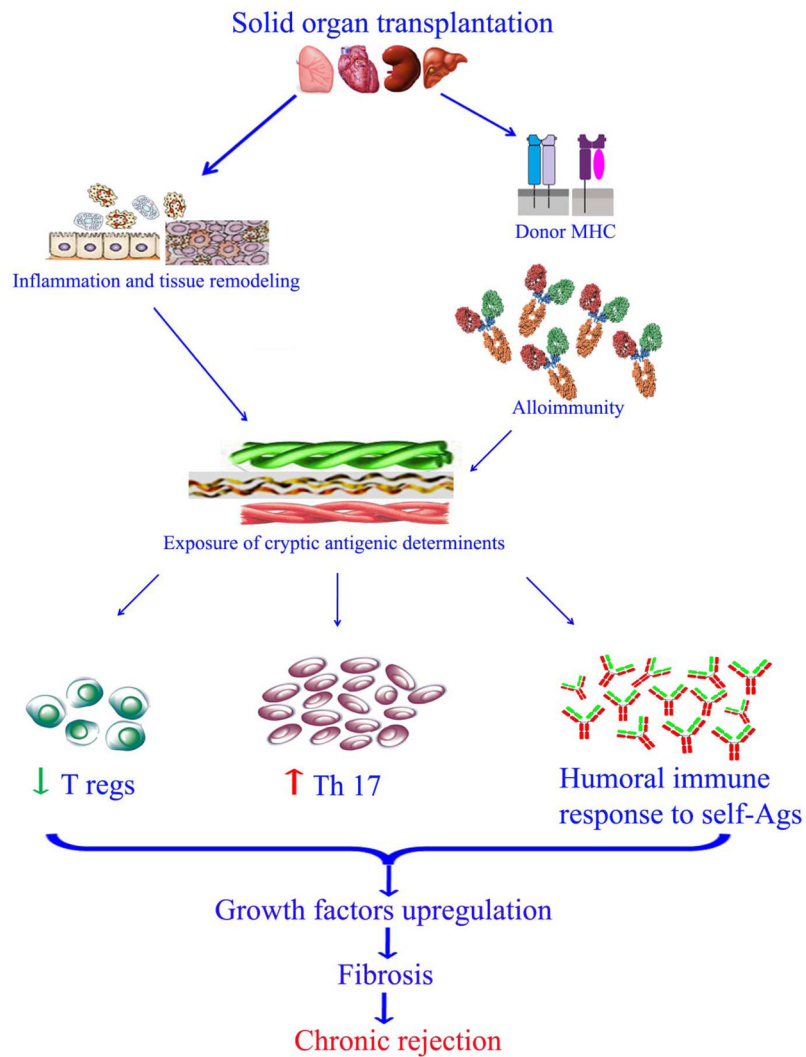 Solid organ transplantation
Donor MHC
Inflammation and tissue remodeling
Alloimmunity
Exposure of cryptic antigenic determinents
↓ T regs
↑ Th 17
Humoral immune
response to self-Ags
Growth factors upregulation
Fibrosis
Chronic rejection